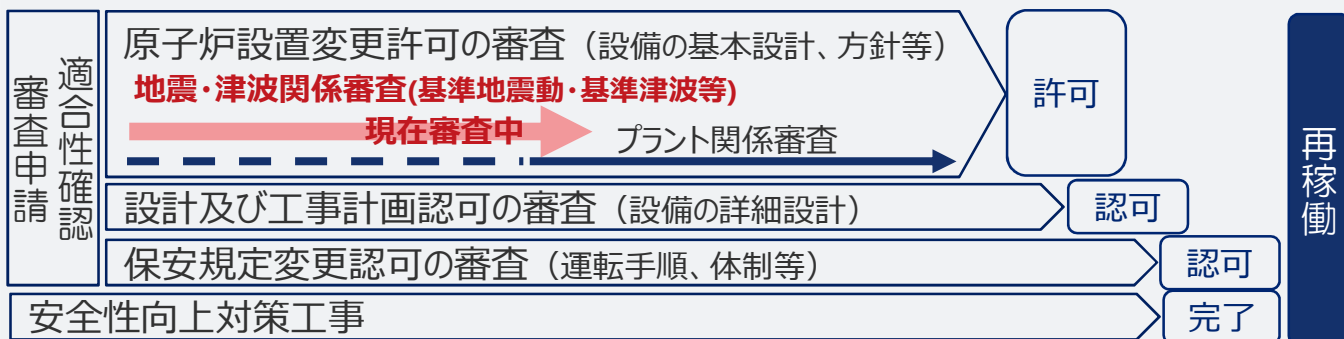 適合性確認
審査申請
原子炉設置変更許可の審査（設備の基本設計、方針等）
地震・津波関係審査(基準地震動・基準津波等)
現在審査中
プラント関係審査
許可
設計及び工事計画認可の審査（設備の詳細設計）
認可
保安規定変更認可の審査（運転手順、体制等）
認可
安全性向上対策工事
完了
再稼働